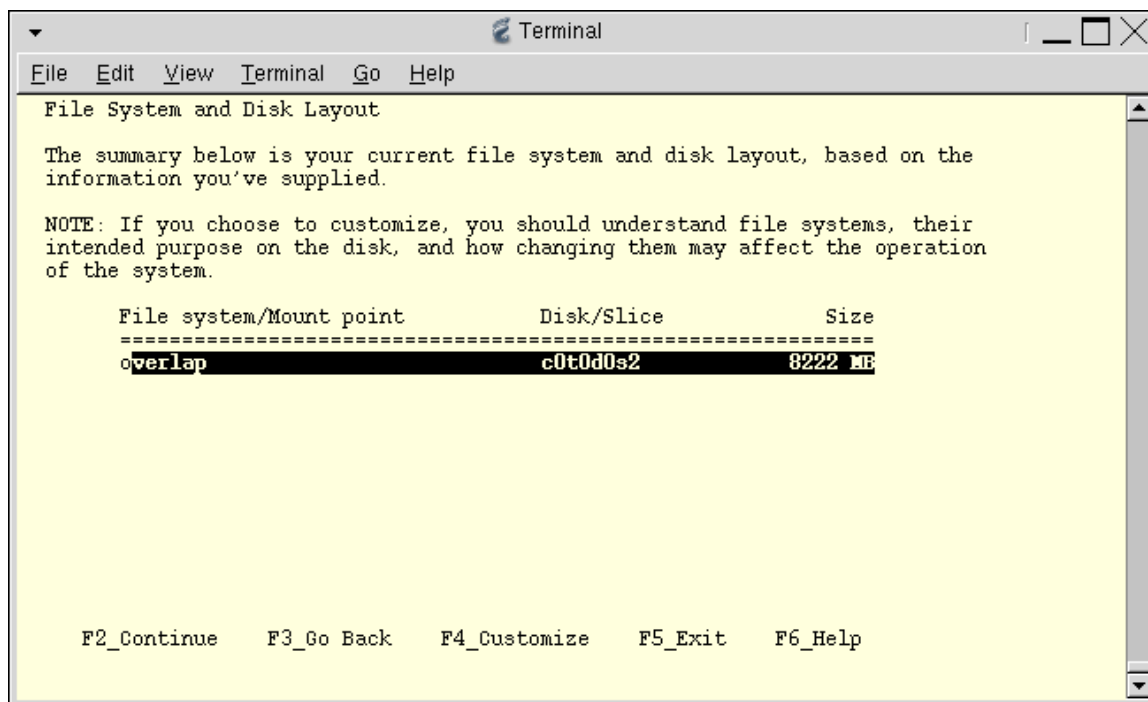 Terminal
File Edit View Terminal Go Help
File System and Disk Layout
The summary below is your current file system and disk layout, based on the
information you've supplied.
NOTE: If you choose to customize, you should understand file systems, their
intended purpose on the disk, and how changing them may affect the operation
of the system.
File system/Mount point Disk/Slice Size
=============================================================
overlap c0t0d0s2 8222 MB
F2_Continue F3_Go Back F4_Customize F5_Exit F6_Help